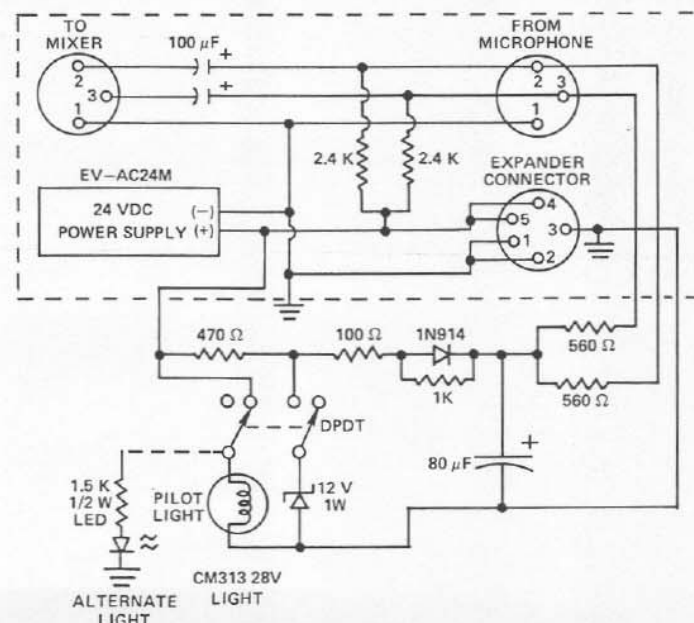 TO
MIXER
100 µF
+
+
FROM
MICROPHONE
2
3
1
2
3
1
2.4 K
2.4 K
EXPANDER
CONNECTOR
EV–AC24M
24 VDC (–)
POWER SUPPLY (+)
4
5
3
1
2
470 Ω
100 Ω
1N914
560 Ω
1K
560 Ω
DPDT
+
80 µF
1.5 K
1/2 W
LED
PILOT
LIGHT
12 V
1W
CM313 28V
LIGHT
ALTERNATE
LIGHT